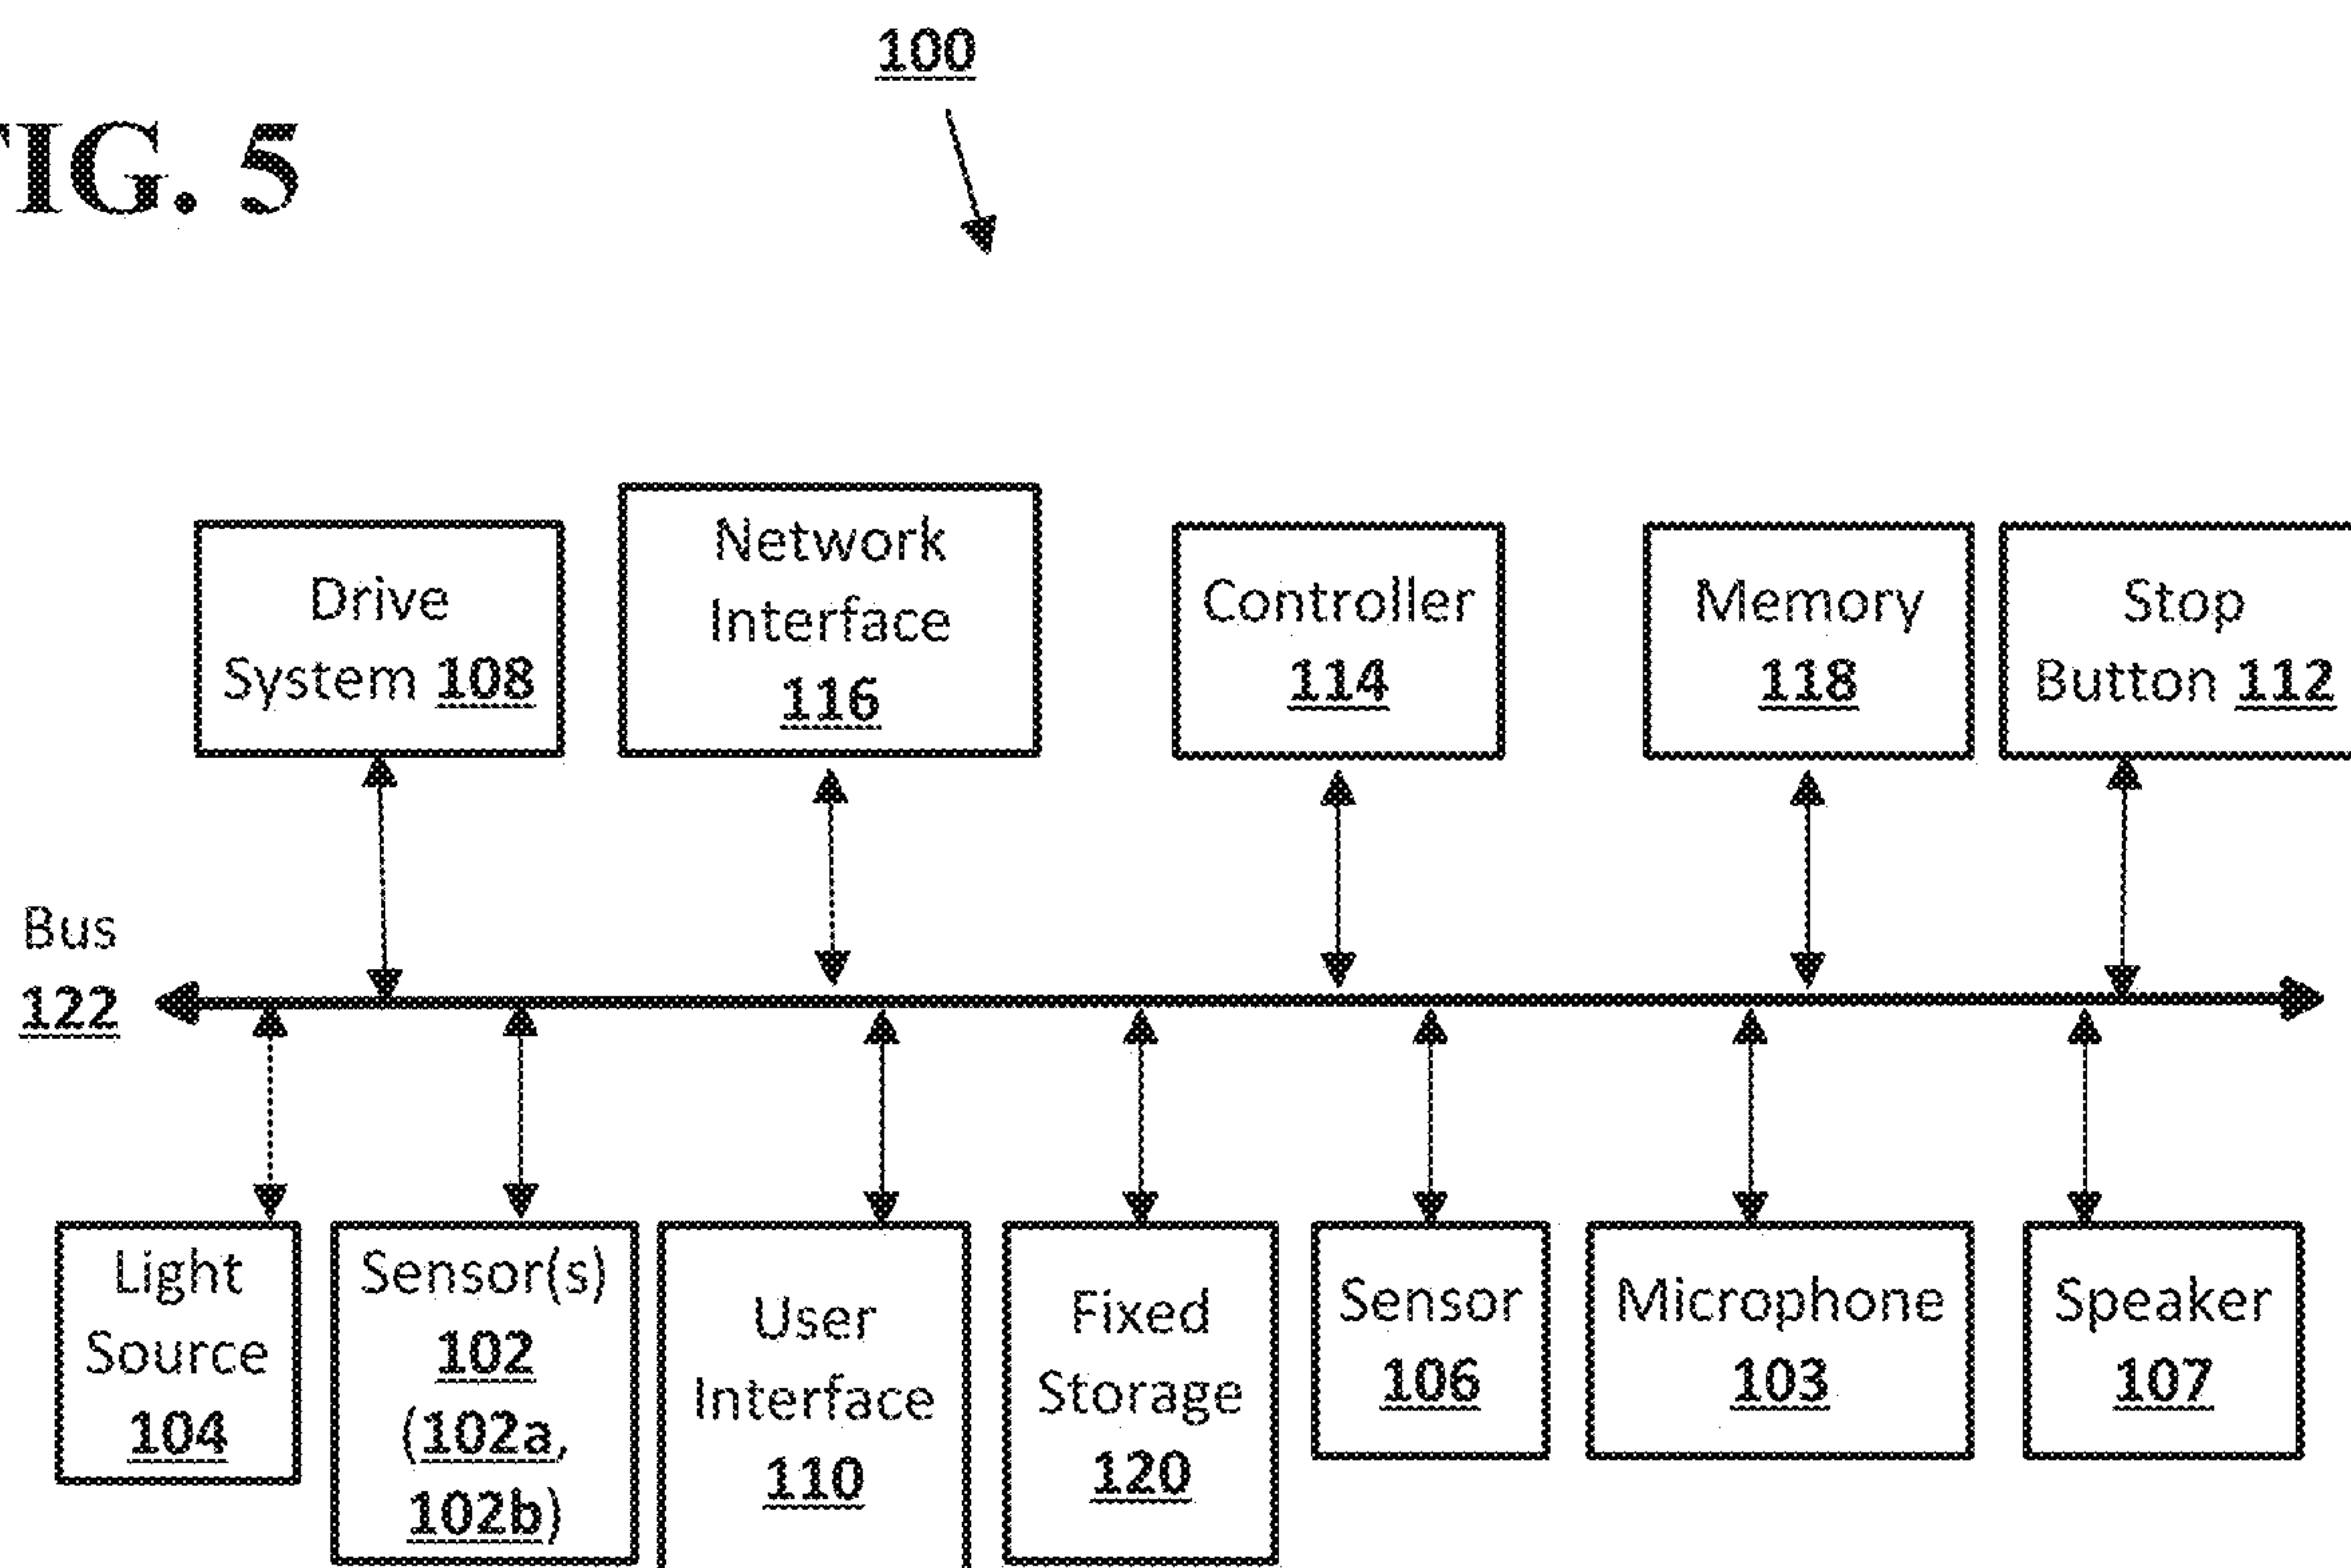 100
FIG. 5
Drive
System 108
Network
Interface
116
Controller
114
Memory
118
Stop
Button 112
Bus
122
Light
Source
104
Sensor(s)
102
(102a,
102b)
User
Interface
110
Fixed
Storage
120
Sensor
106
Microphone
103
Speaker
107